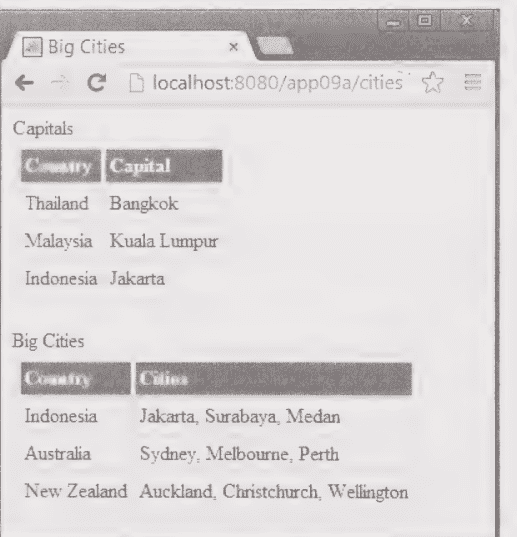 Big Cities ×
localhost:8080/app09a/cities
Capitals
Country Capital
Thailand Bangkok
Malaysia Kuala Lumpur
Indonesia Jakarta
Big Cities
Country Cities
Indonesia Jakarta, Surabaya, Medan
Australia Sydney, Melbourne, Perth
New Zealand Auckland, Christchurch, Wellington